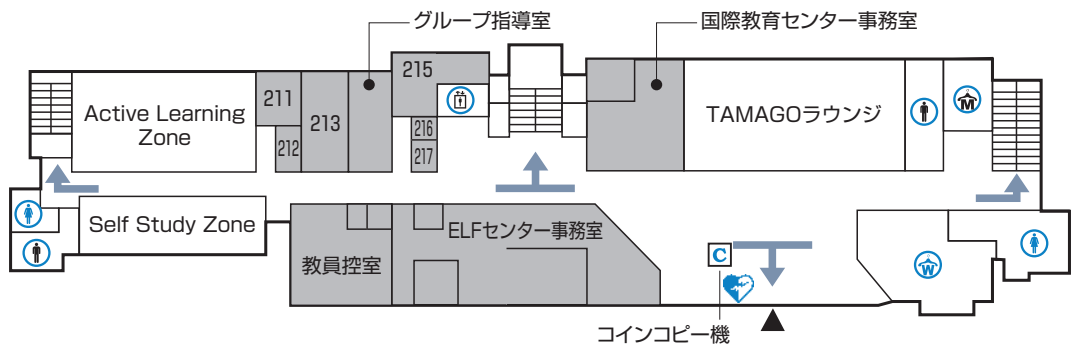 グループ指導室
国際教育センター事務室
215
211
213
Active Learning
Zone
TAMAGOラウンジ
M
216
212
217
Self Study Zone
ELFセンター事務室
教員控室
C
W
コインコピー機